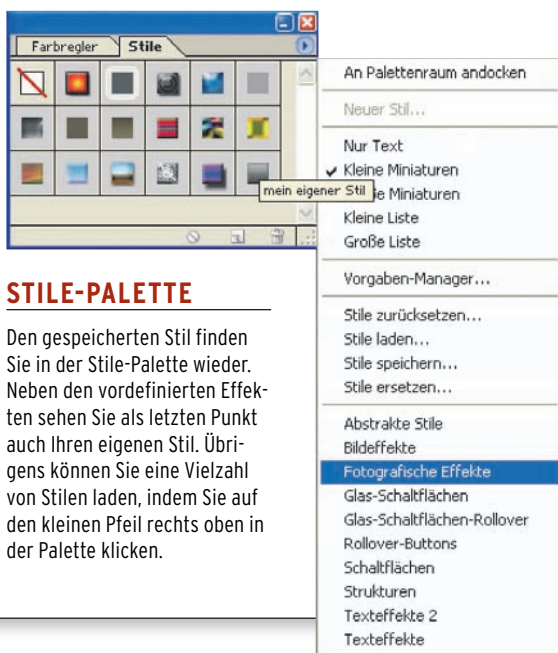 Farbregler Stile
mein eigener Stil
STILE-PALETTE
Den gespeicherten Stil finden
Sie in der Stile-Palette wieder.
Neben den vordefinierten Effek-
ten sehen Sie als letzten Punkt
auch Ihren eigenen Stil. Übri-
gens können Sie eine Vielzahl
von Stilen laden, indem Sie auf
den kleinen Pfeil rechts oben in
der Palette klicken.
An Palettenraum andocken
Neuer Stil...
Nur Text
Kleine Miniaturen
Miniaturen
Kleine Liste
Große Liste
Vorgaben-Manager...
Stile zurücksetzen...
Stile laden...
Stile speichern...
Stile ersetzen...
Abstrakte Stile
Bildeffekte
Fotografische Effekte
Glas-Schaltflächen
Glas-Schaltflächen-Rollover
Rollover-Buttons
Schaltflächen
Strukturen
Texteffekte 2
Texteffekte